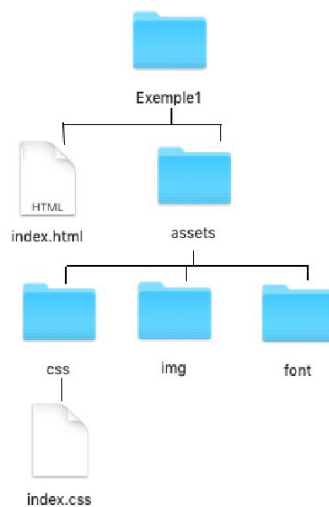 Exemple1
HTML
index.html
assets
css
img
font
index.css